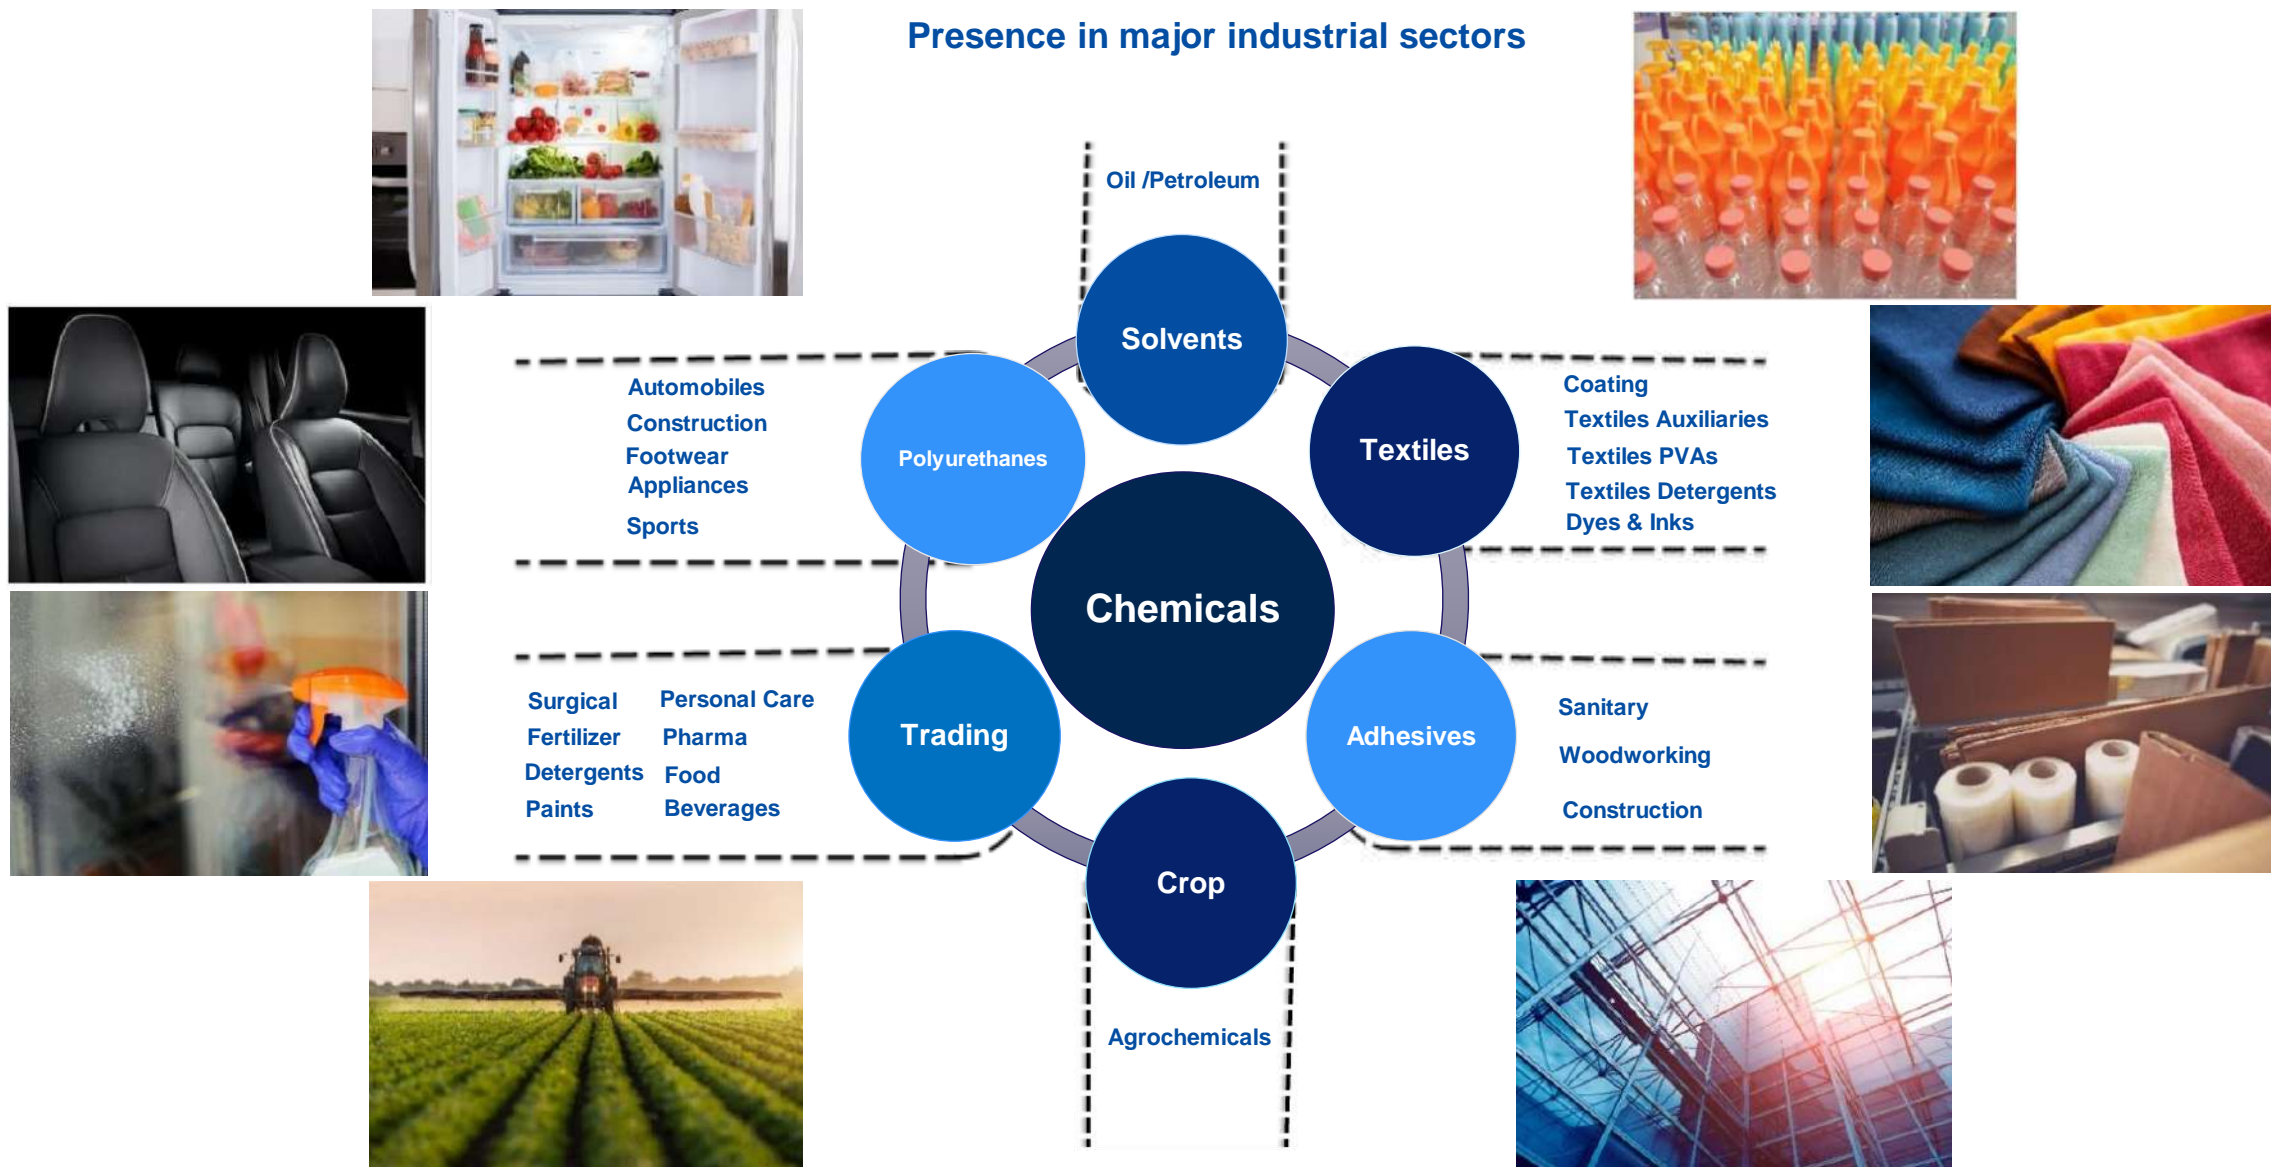 Presence in major industrial sectors
Oil /Petroleum
Solvents
Polyurethanes
Automobiles
Construction
Footwear
Appliances
Sports
Textiles
Coating
Textiles Auxiliaries
Textiles PVAs
Textiles Detergents
Dyes & Inks
Chemicals
Trading
Surgical
Fertilizer
Detergents
Paints
Personal Care
Pharma
Food
Beverages
Adhesives
Sanitary
Woodworking
Construction
Crop
Agrochemicals